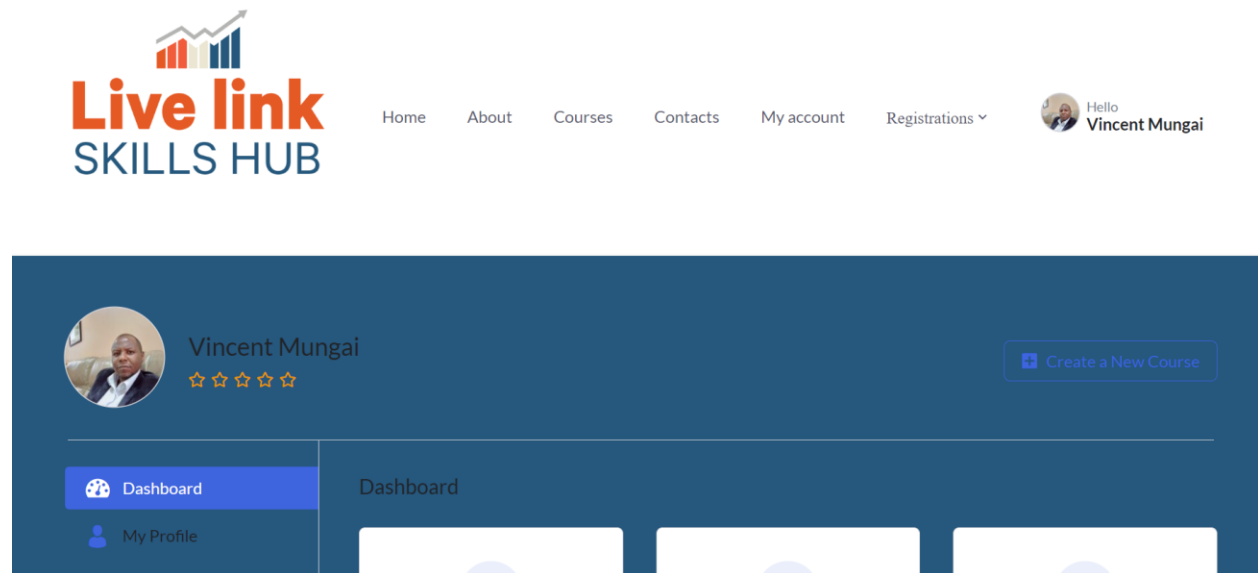 Live link
SKILLS HUB
Home About Courses Contacts My account Registrations
Hello
Vincent Mungai
Vincent Mungai
Create a New Course
Dashboard
My Profile
Dashboard